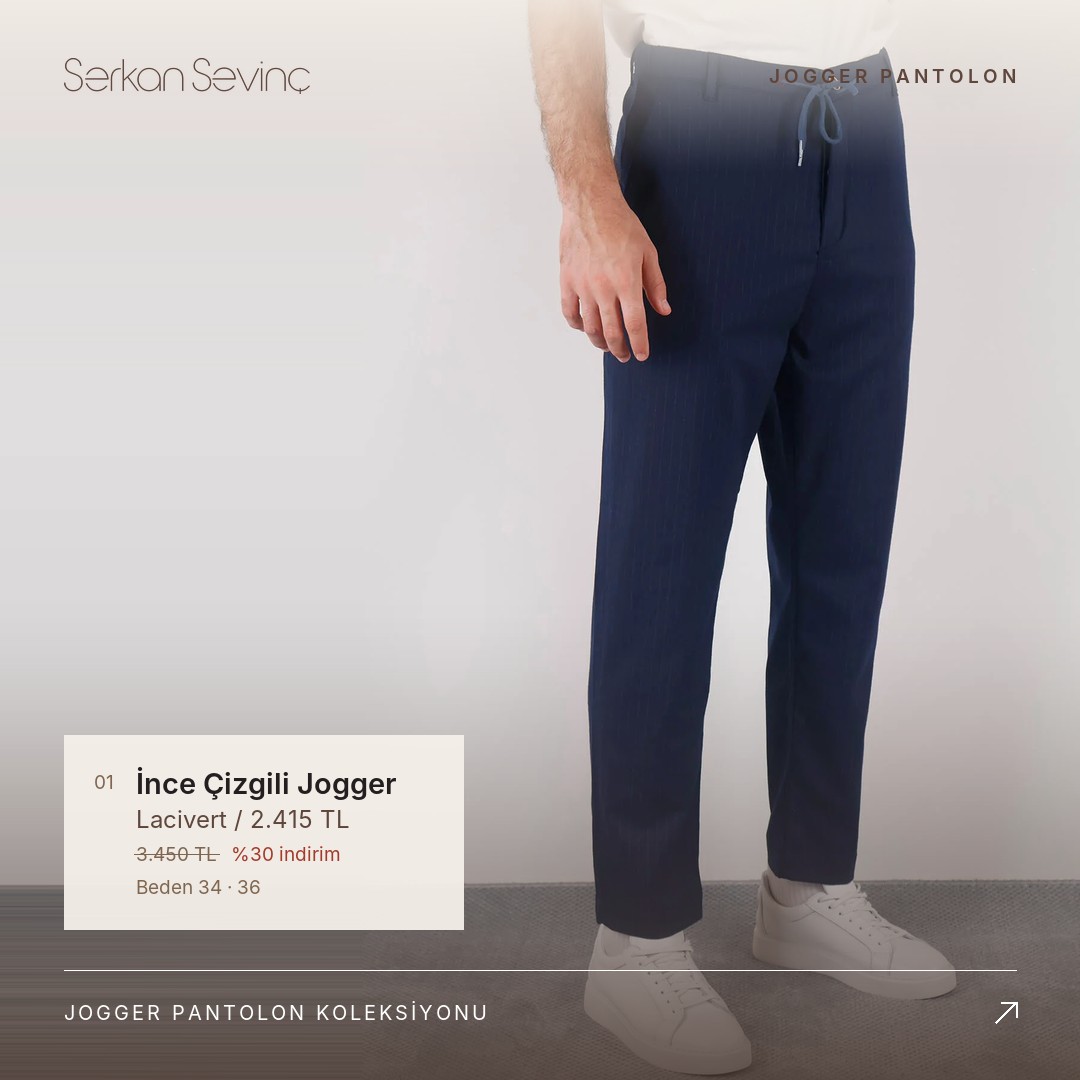 Serkan Sevinç
JOGGER PANTOLON
01
İnce Çizgili Jogger
Lacivert / 2.415 TL
3.450 TL %30 indirim
Beden 34 · 36
JOGGER PANTOLON KOLEKSİYONU